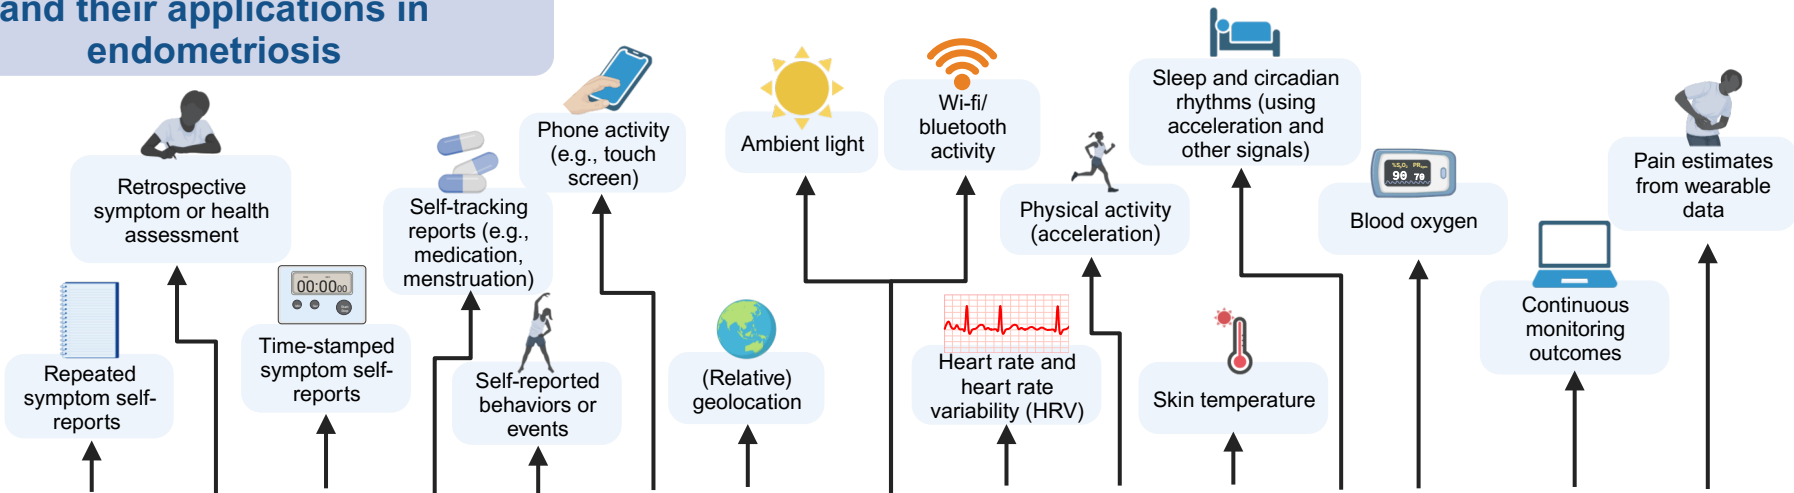 and their applications in
endometriosis
Retrospective
symptom or health
assessment
Repeated
symptom self-
reports
00:00 00
Time-stamped
symptom self-
reports
Self-tracking
reports (e.g.,
medication,
menstruation)
Self-reported
behaviors or
events
Phone activity
(e.g., touch
screen)
(Relative)
geolocation
Ambient light
Wi-fi/
bluetooth
activity
Heart rate and
heart rate
variability (HRV)
Physical activity
(acceleration)
Sleep and circadian
rhythms (using
acceleration and
other signals)
Skin temperature
90 70
Blood oxygen
Continuous
monitoring
outcomes
Pain estimates
from wearable
data